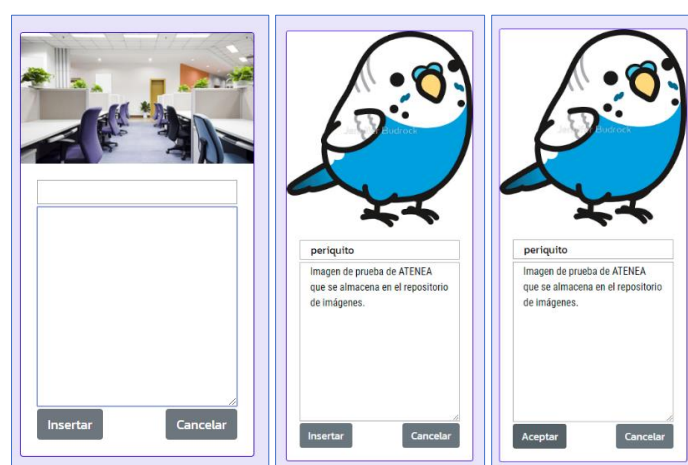 Insertar
Cancelar
periquito
Imagen de prueba de ATENEA
que se almacena en el repositorio
de imágenes.
Insertar
Cancelar
periquito
Imagen de prueba de ATENEA
que se almacena en el repositorio
de imágenes.
Aceptar
Cancelar